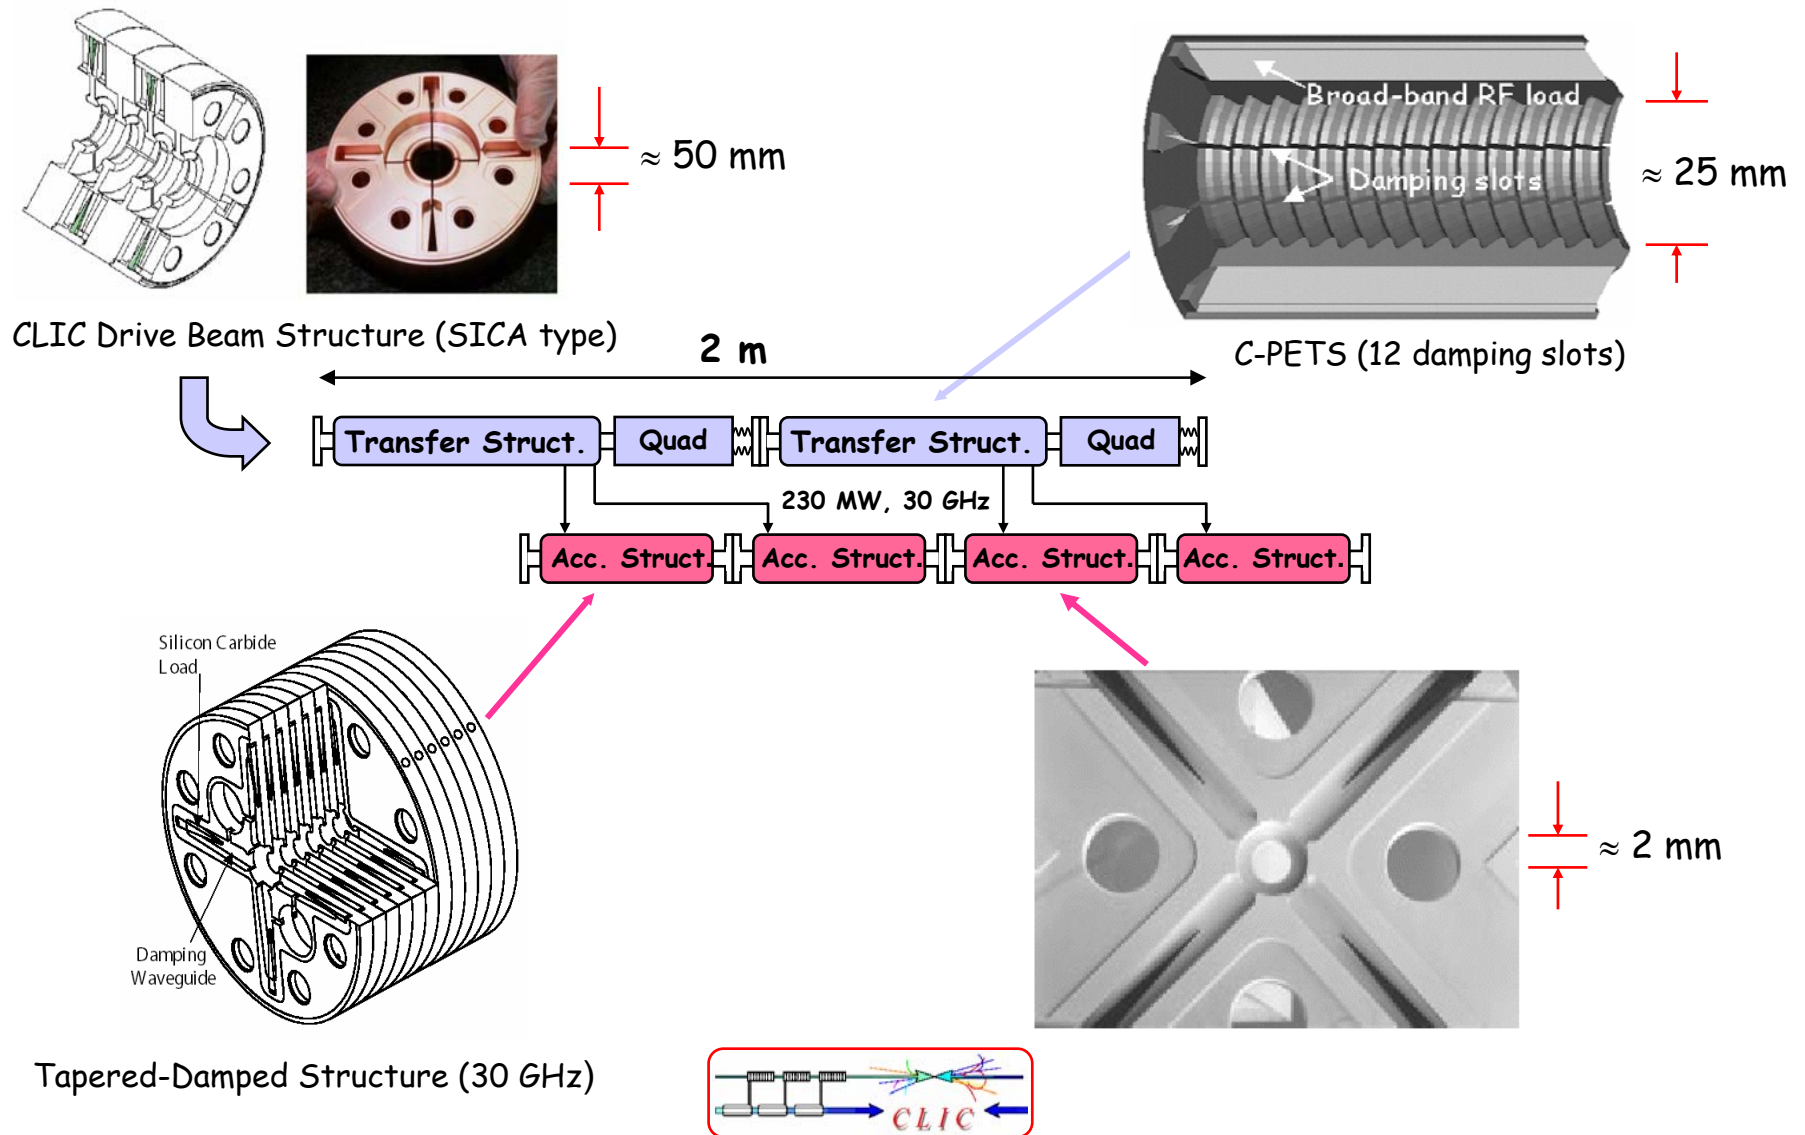 Broad-band RF load
≈ 50 mm
Damping slots
≈ 25 mm
CLIC Drive Beam Structure (SICA type)
2 m
C-PETS (12 damping slots)
Transfer Struct.
Quad
Transfer Struct.
Quad
230 MW, 30 GHz
Acc. Struct.
Acc. Struct.
Acc. Struct.
Acc. Struct.
Silicon Carbide
Load
≈ 2 mm
Damping
Waveguide
Tapered-Damped Structure (30 GHz)
CLIC